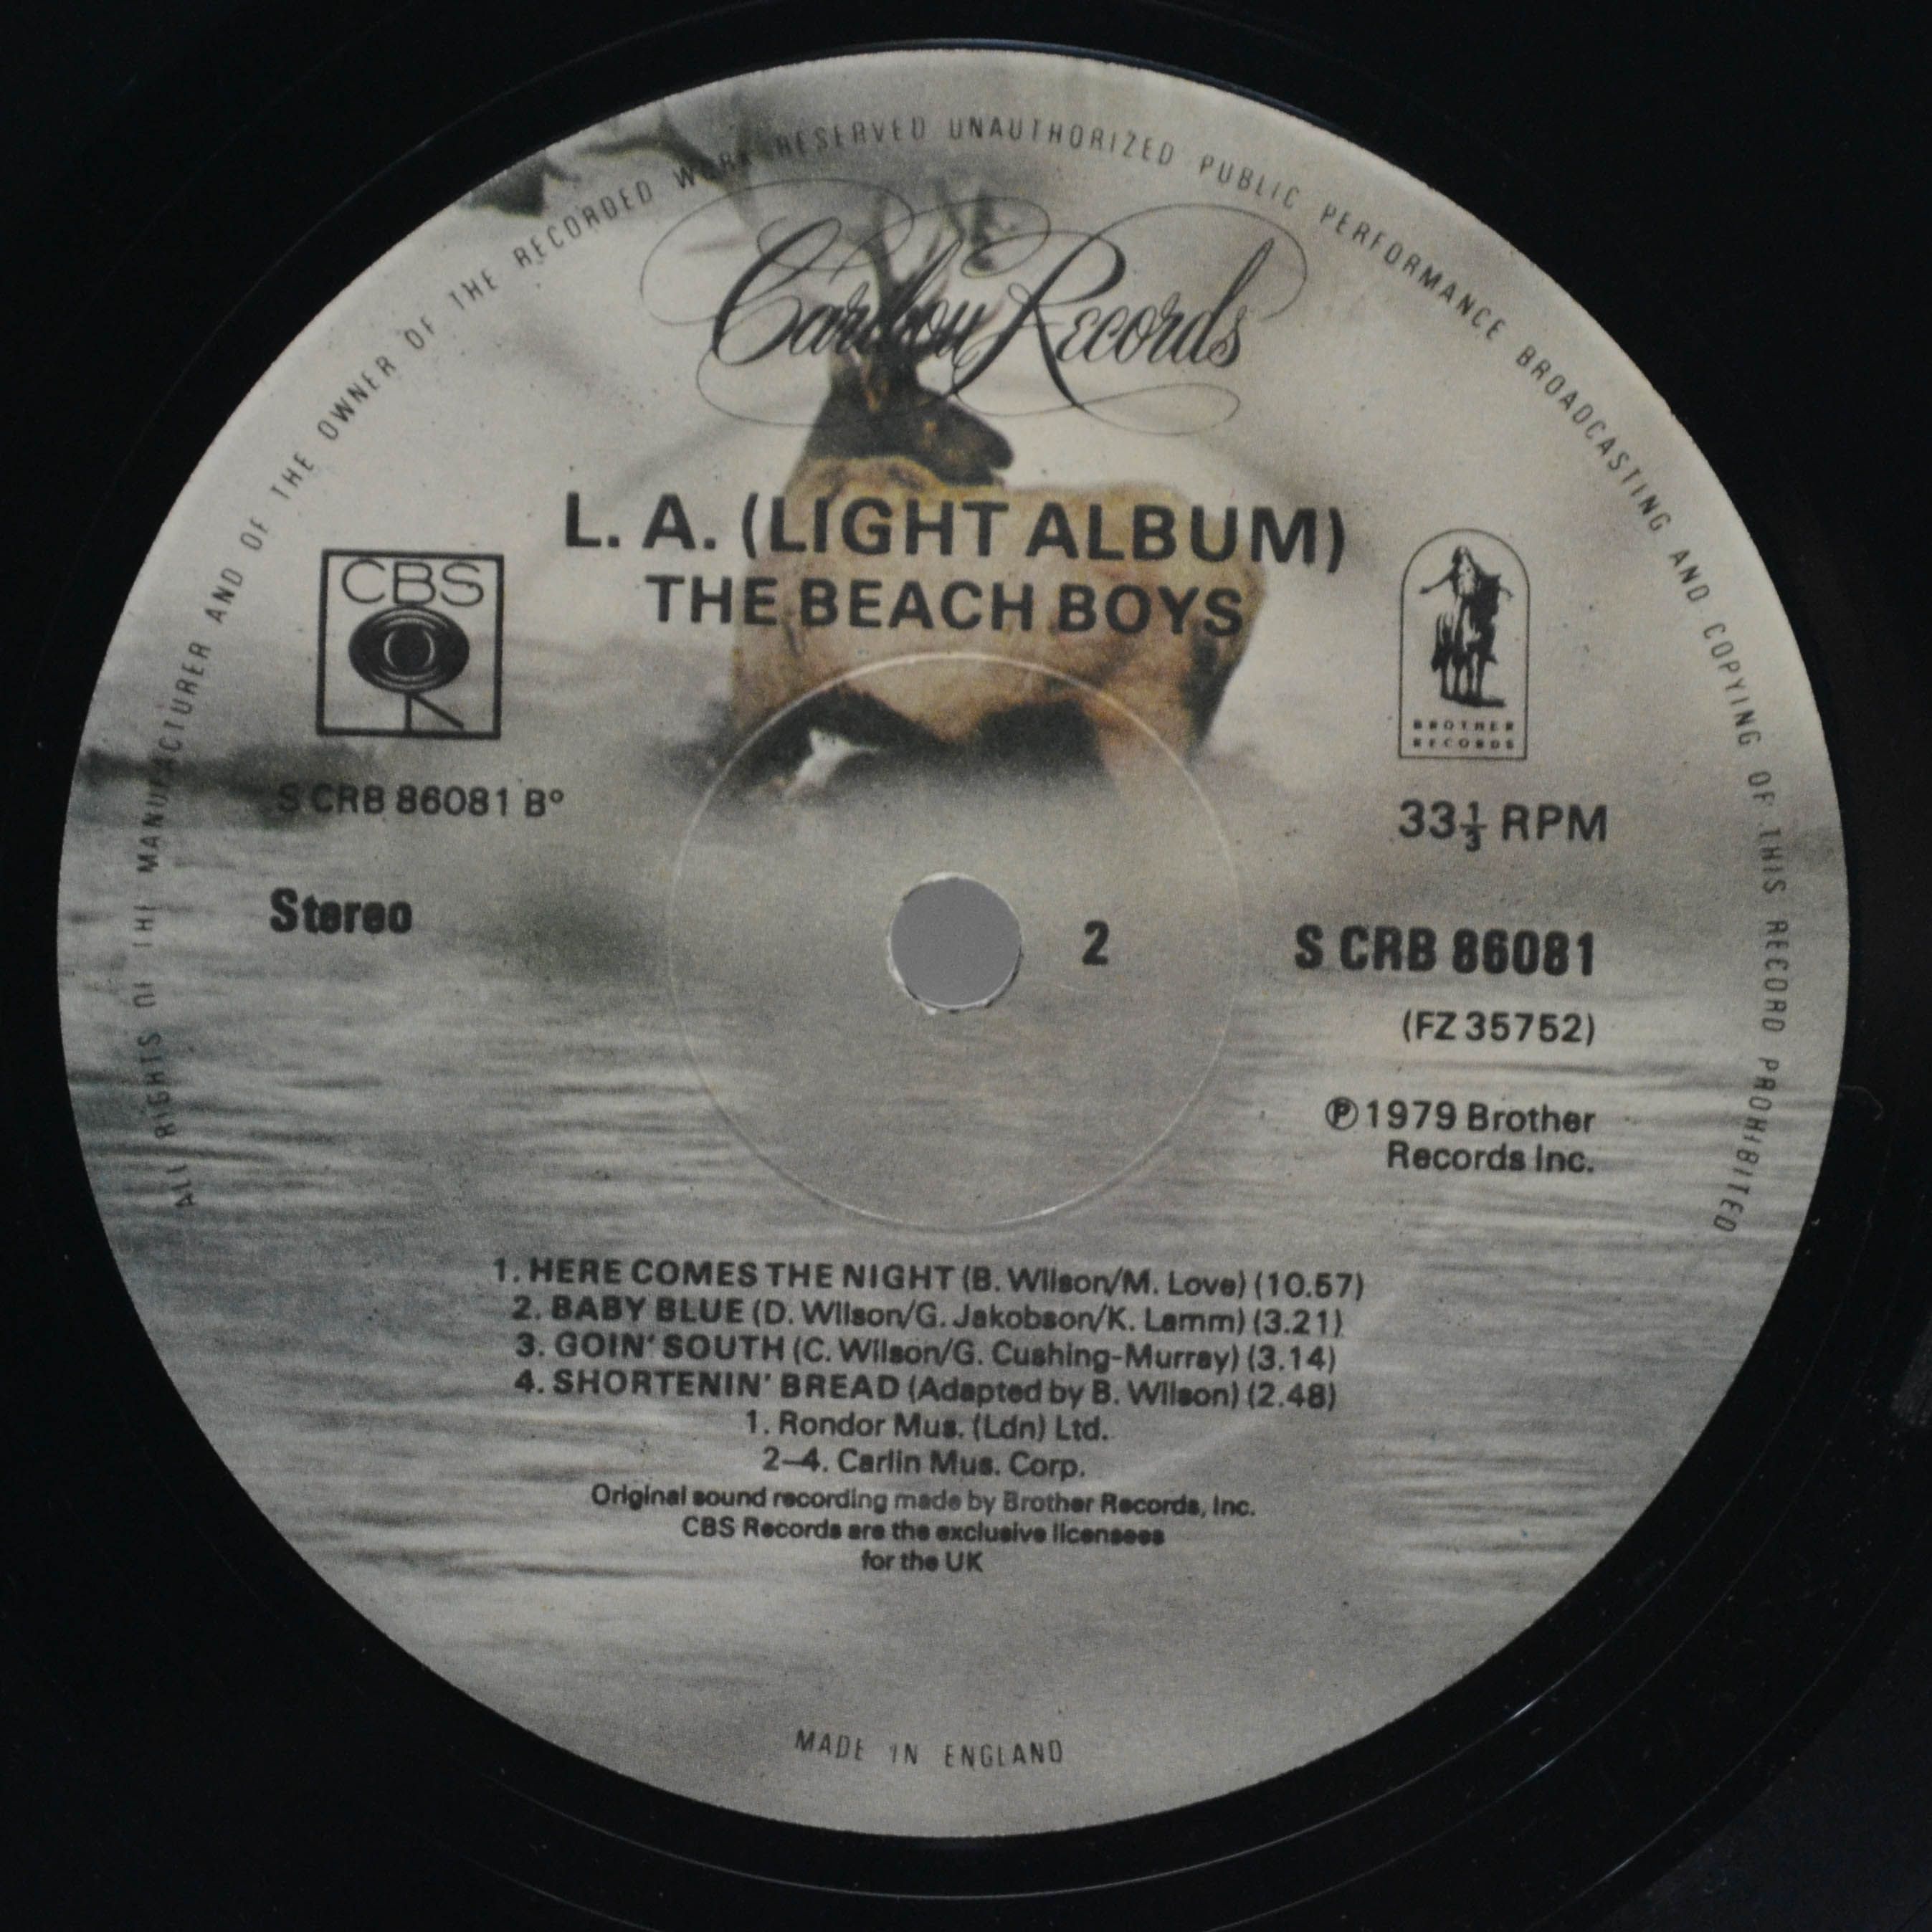 ALL RIGHTS OF THE MANUFACTURER AND OF THE OWNER OF THE RECORDED WORK RESERVED UNAUTHORIZED PUBLIC PERFORMANCE BROADCASTING AND COPYING OF THIS RECORD PROHIBITED
Caribou Records
L. A. (LIGHT ALBUM)
THE BEACH BOYS
CBS
BROTHER
RECORDS
S CRB 86081 B°
33⅓ RPM
Stereo
2
S CRB 86081
(FZ 35752)
℗ 1979 Brother
Records Inc.
1. HERE COMES THE NIGHT (B. Wilson/M. Love) (10.57)
2. BABY BLUE (D. Wilson/G. Jakobson/K. Lamm) (3.21)
3. GOIN' SOUTH (C. Wilson/G. Cushing-Murray) (3.14)
4. SHORTENIN' BREAD (Adapted by B. Wilson) (2.48)
1. Rondor Mus. (Ldn) Ltd.
2–4. Carlin Mus. Corp.
Original sound recording made by Brother Records, Inc.
CBS Records are the exclusive licensees
for the UK
MADE IN ENGLAND